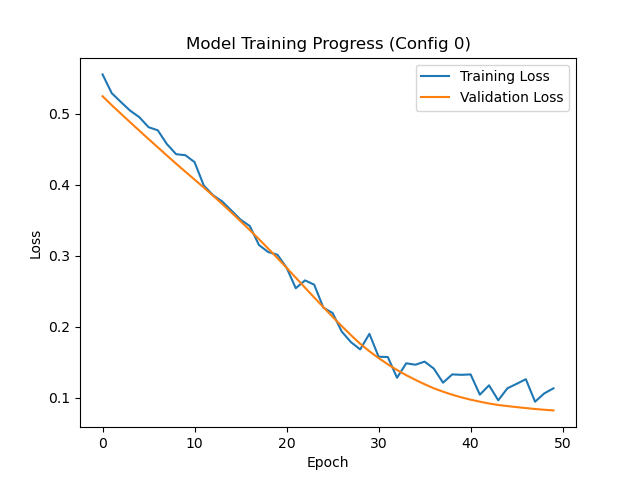 Model Training Progress (Config 0)
Training Loss
Validation Loss
0.5
0.4
0.3
0.2
0.1
Loss
0 10 20 30 40 50
Epoch